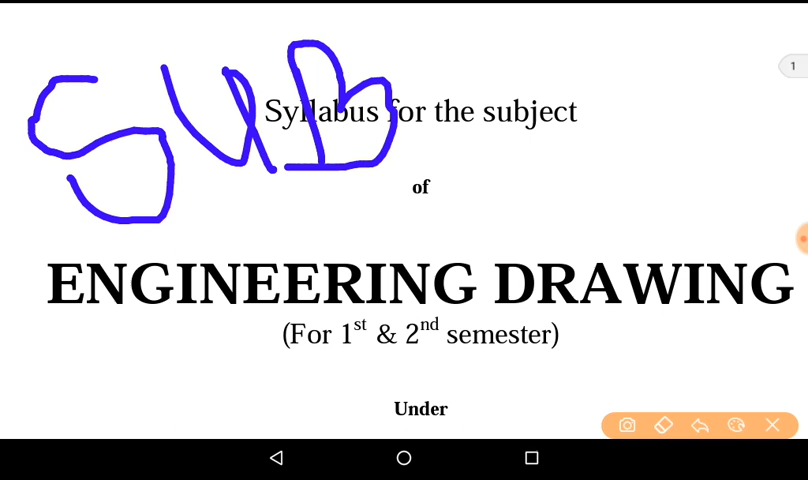 SUB
1
Syllabus for the subject
of
ENGINEERING DRAWING
(For 1st & 2nd semester)
Under